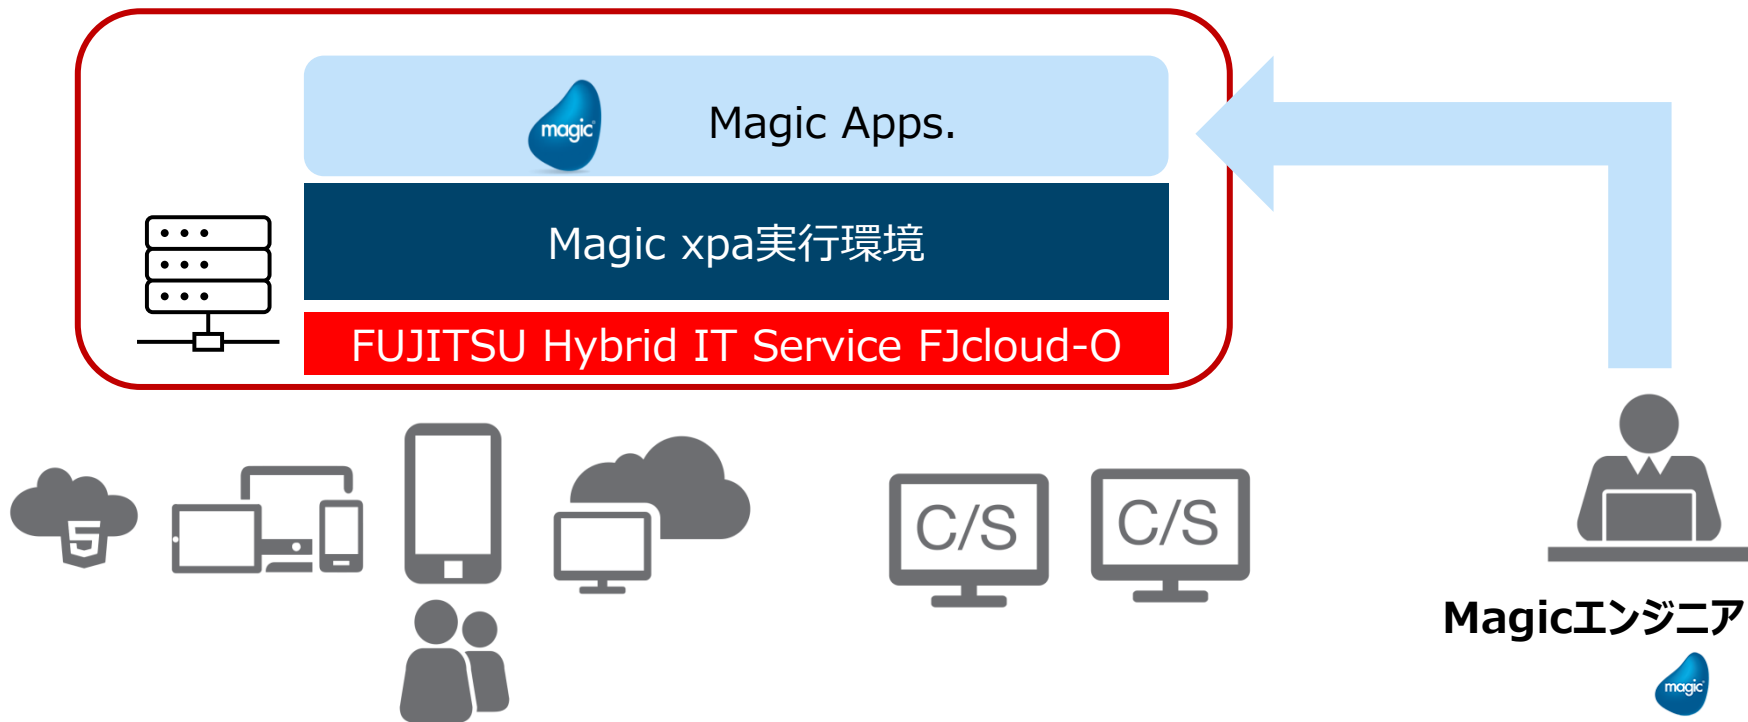 magic
Magic Apps.
Magic xpa実行環境
FUJITSU Hybrid IT Service FJcloud-O
5
C/S
C/S
Magicエンジニア
magic